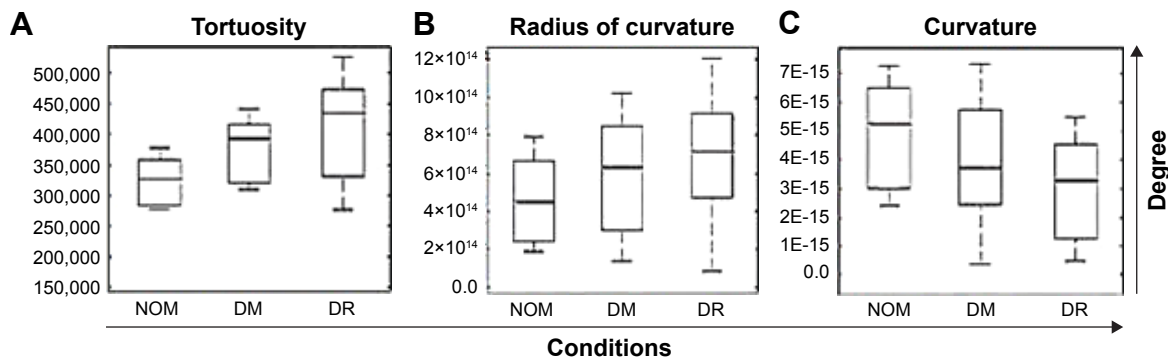 A
Tortuosity
500,000
450,000
400,000
350,000
300,000
250,000
200,000
150,000
NOM DM DR
B
Radius of curvature
12×10¹⁴
10×10¹⁴
8×10¹⁴
6×10¹⁴
4×10¹⁴
2×10¹⁴
0.0
NOM DM DR
C
Curvature
7E-15
6E-15
5E-15
4E-15
3E-15
2E-15
1E-15
0.0
NOM DM DR
Degree
Conditions